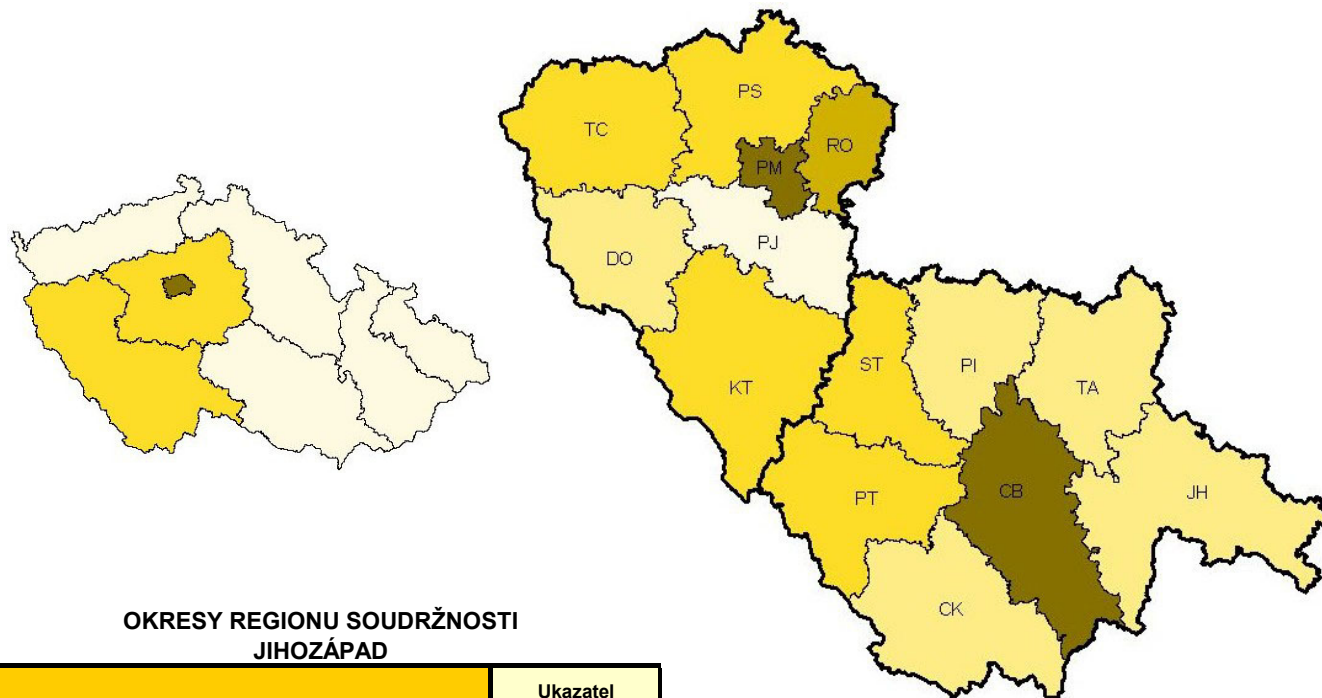 PS
TC
RO
PM
PJ
DO
ST
PI
TA
KT
PT
CB
JH
CK
OKRESY REGIONU SOUDRŽNOSTI
JIHOZÁPAD
Ukazatel